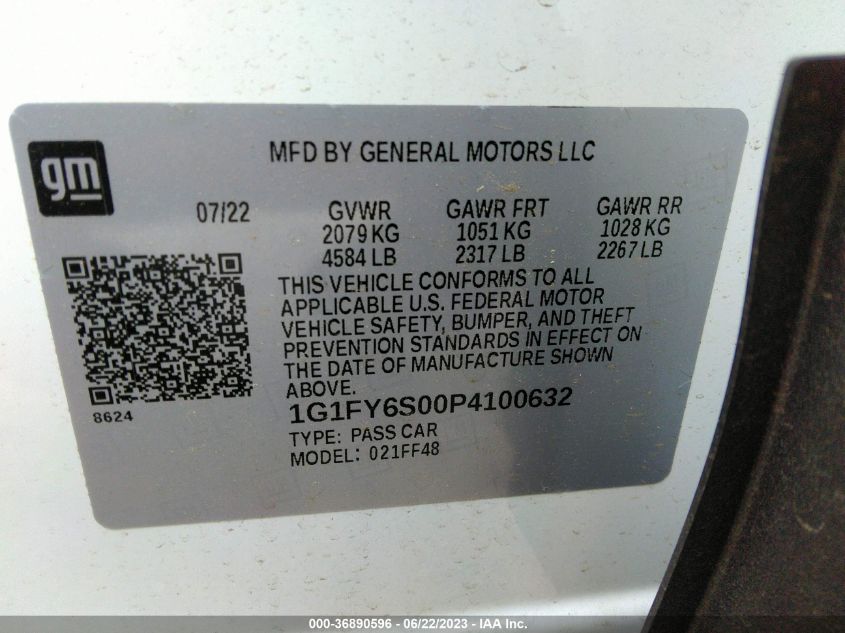 MFD BY GENERAL MOTORS LLC
gm
07/22 GVWR GAWR FRT GAWR RR
2079 KG 1051 KG 1028 KG
4584 LB 2317 LB 2267 LB
THIS VEHICLE CONFORMS TO ALL
APPLICABLE U.S. FEDERAL MOTOR
VEHICLE SAFETY, BUMPER, AND THEFT
PREVENTION STANDARDS IN EFFECT ON
THE DATE OF MANUFACTURE SHOWN
ABOVE.
8624
1G1FY6S00P4100632
TYPE: PASS CAR
MODEL: 021FF48
000-36890596 - 06/22/2023 - IAA Inc.